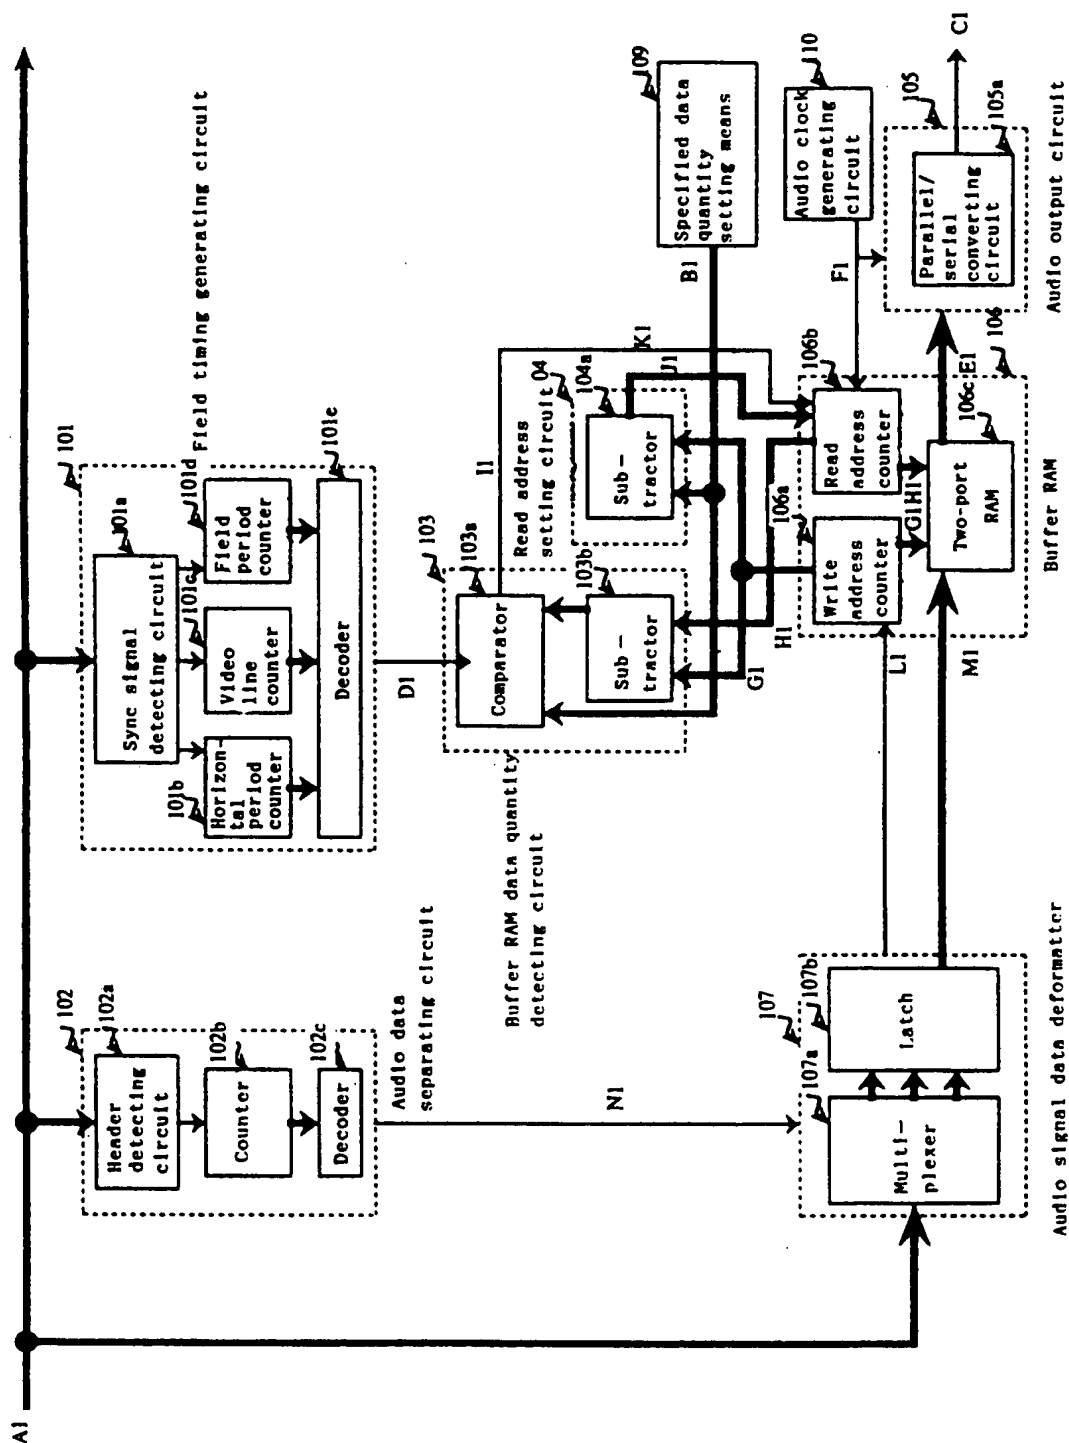 A1
102
102a
Header
detecting
circuit
102b
Counter
102c
Decoder
Audio data
separating circuit
N1
101
Field timing generating circuit
101a
Sync signal
detecting circuit
101b
Horizon-
tal
period
counter
101c
Video
line
counter
101d
Field
period
counter
101e
Decoder
D1
103
103a
Comparator
103b
Sub-
tractor
Buffer RAM data quantity
detecting circuit
I1
Read address
setting circuit
04
104a
Sub-
tractor
J1
K1
109
Specified data
quantity
setting means
B1
G1
H1
110
Audio clock
generating
circuit
F1
107
107a
Multi-
plexer
107b
Latch
Audio signal data deformatter
L1
M1
106a
Write
address
counter
106b
Read
address
counter
G1
H1
106c
Two-port
RAM
E1
106
Buffer RAM
105
105a
Parallel/
serial
converting
circuit
Audio output circuit
C1